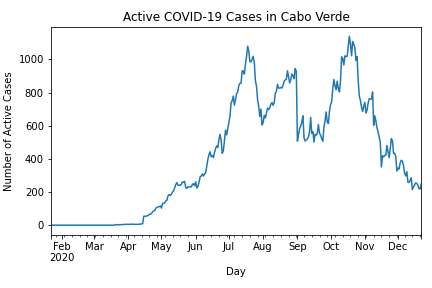 Active COVID-19 Cases in Cabo Verde
Number of Active Cases
1000
800
600
400
200
0
Feb Mar Apr May Jun Jul Aug Sep Oct Nov Dec
2020
Day